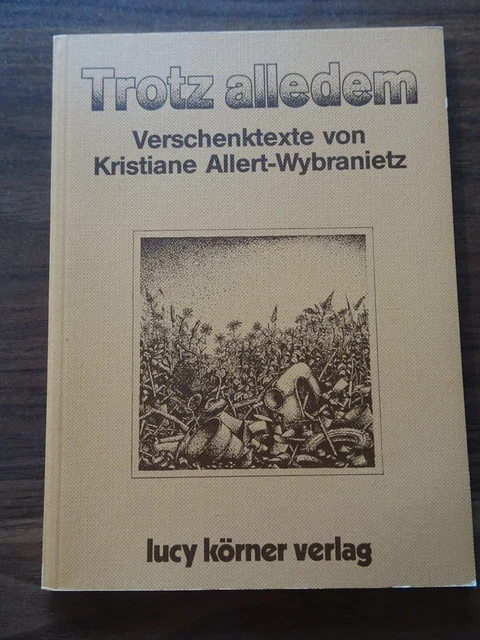 Trotz alledem
Verschenktexte von
Kristiane Allert-Wybranietz
lucy körner verlag